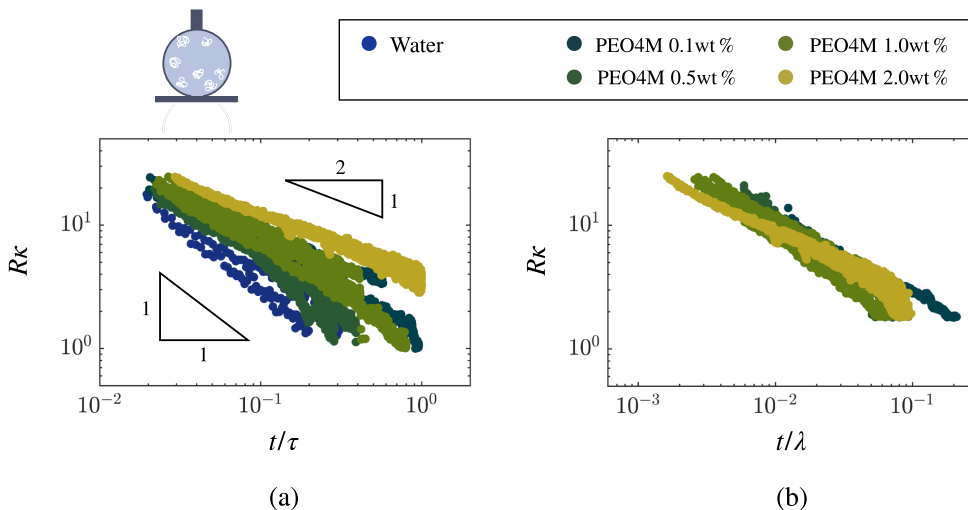 Water
PEO4M 0.1wt %
PEO4M 1.0wt %
PEO4M 0.5wt %
PEO4M 2.0wt %
2
1
1
1
Rκ
10^1
10^0
10^-2
10^-1
10^0
t/τ
(a)
Rκ
10^1
10^0
10^-3
10^-2
10^-1
t/λ
(b)